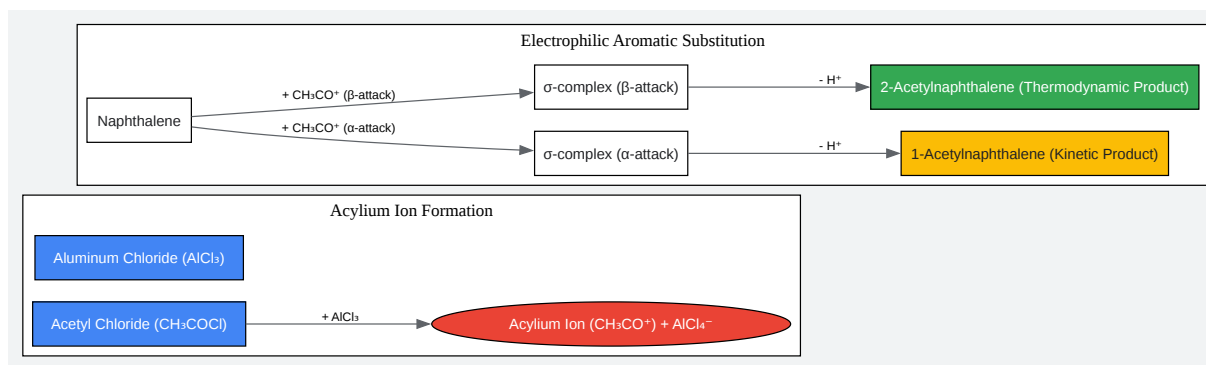 Electrophilic Aromatic Substitution
Naphthalene
+ CH₃CO⁺ (β-attack)
σ-complex (β-attack)
- H⁺
2-Acetylnaphthalene (Thermodynamic Product)
+ CH₃CO⁺ (α-attack)
σ-complex (α-attack)
- H⁺
1-Acetylnaphthalene (Kinetic Product)
Acylium Ion Formation
Aluminum Chloride (AlCl₃)
Acetyl Chloride (CH₃COCl)
+ AlCl₃
Acylium Ion (CH₃CO⁺) + AlCl₄⁻